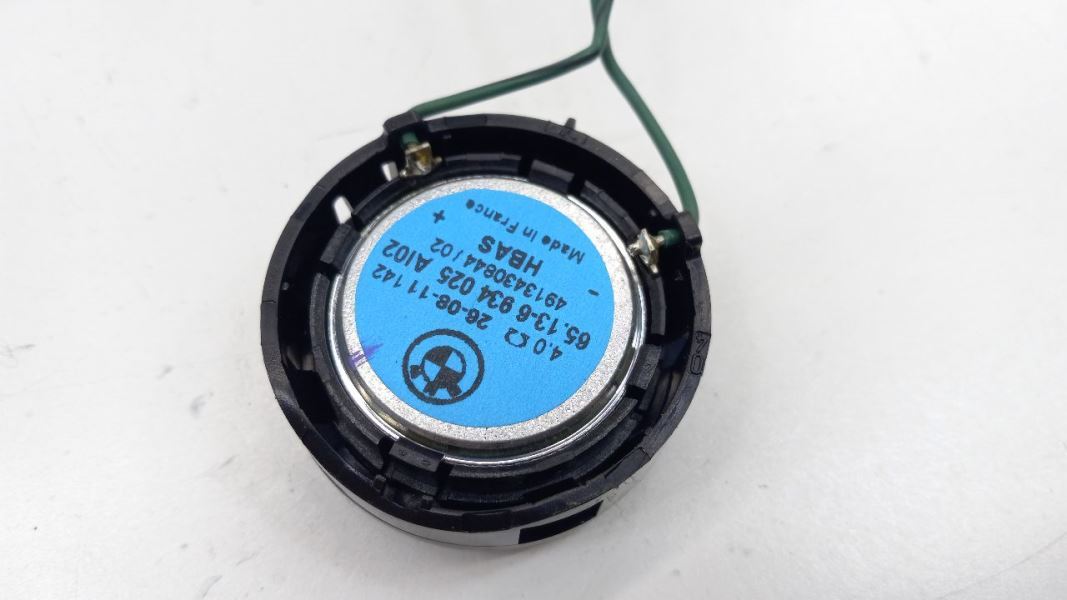 4.0 Ω 26-08-11 142
65.13-6 934 025 AI02
4913430844 / 02
- HBAS +
Made In France